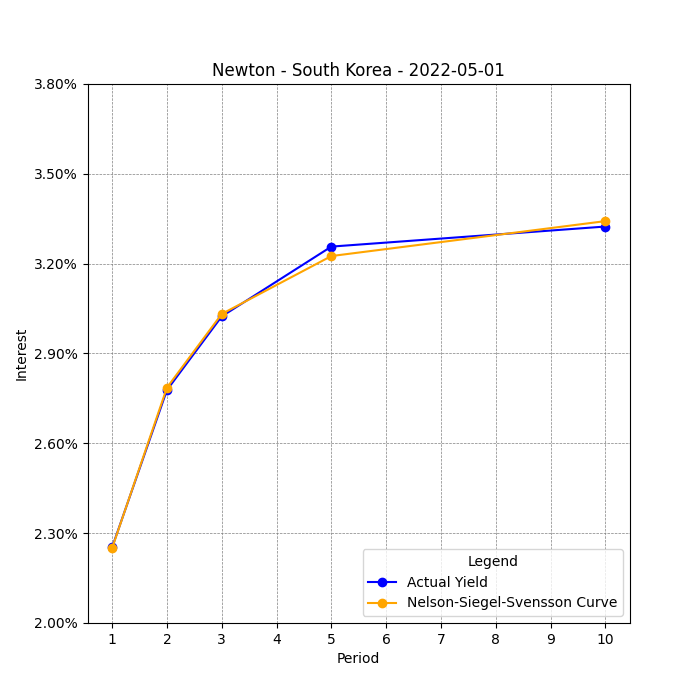 Newton - South Korea - 2022-05-01
3.80%
3.50%
3.20%
2.90%
2.60%
2.30%
2.00%
Interest
1 2 3 4 5 6 7 8 9 10
Period
Legend
Actual Yield
Nelson-Siegel-Svensson Curve